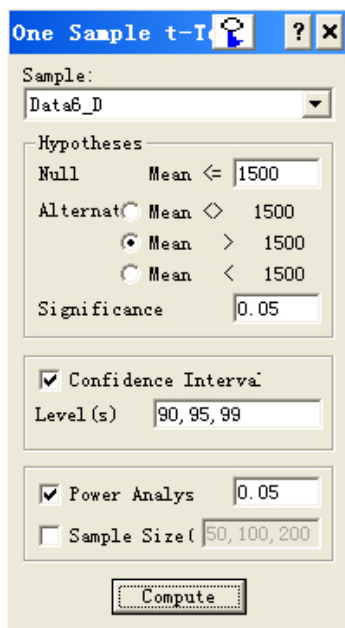 One Sample t-Te
Sample:
Data6_D
Hypotheses
Null Mean <= 1500
Alternat Mean <> 1500
Mean > 1500
Mean < 1500
Significance 0.05
Confidence Interval
Level(s) 90,95,99
Power Analys 0.05
Sample Size( 50,100,200
Compute